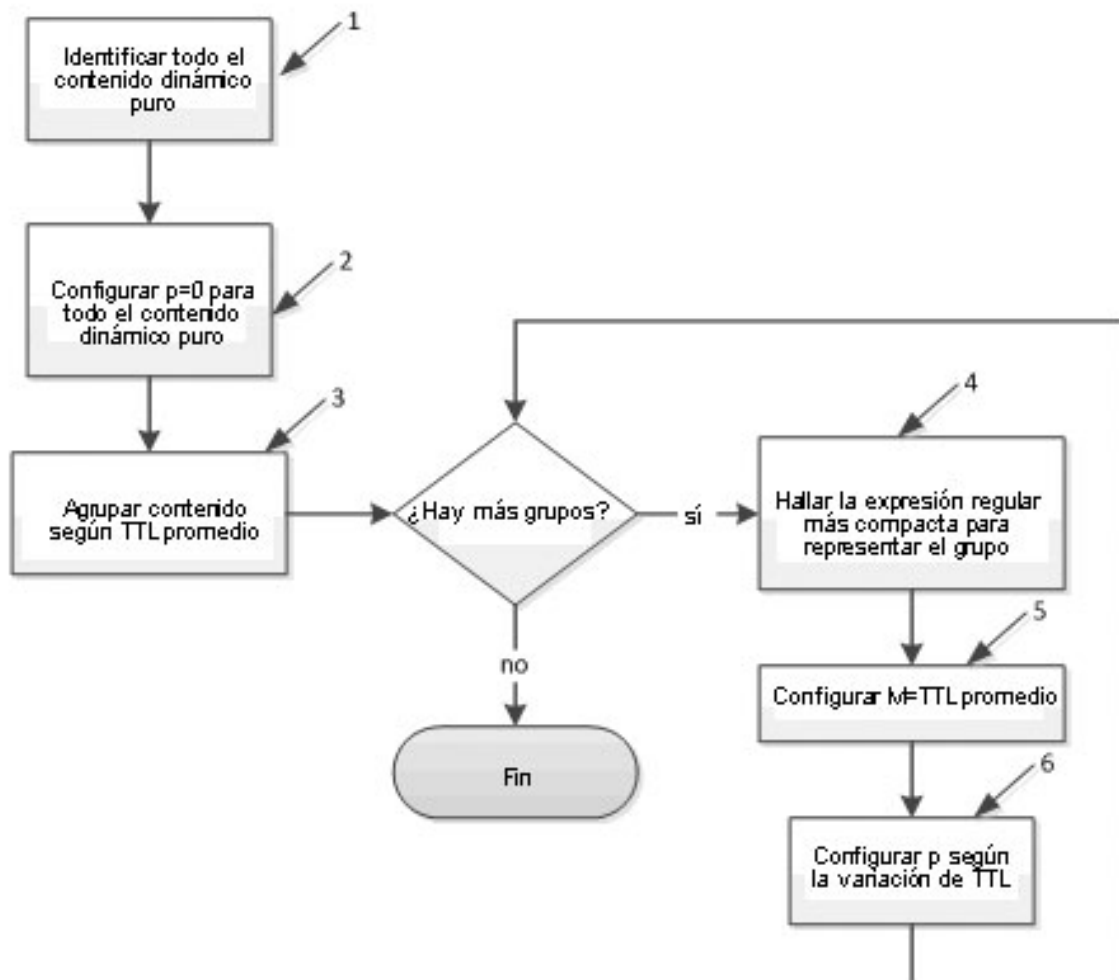 1
Identificar todo el
contenido dinámico
puro
2
Configurar p=0 para
todo el contenido
dinámico puro
3
Agrupar contenido
según TTL promedio
¿Hay más grupos?
sí
no
Fin
4
Hallar la expresión regular
más compacta para
representar el grupo
5
Configurar M=TTL promedio
6
Configurar p según
la variación de TTL